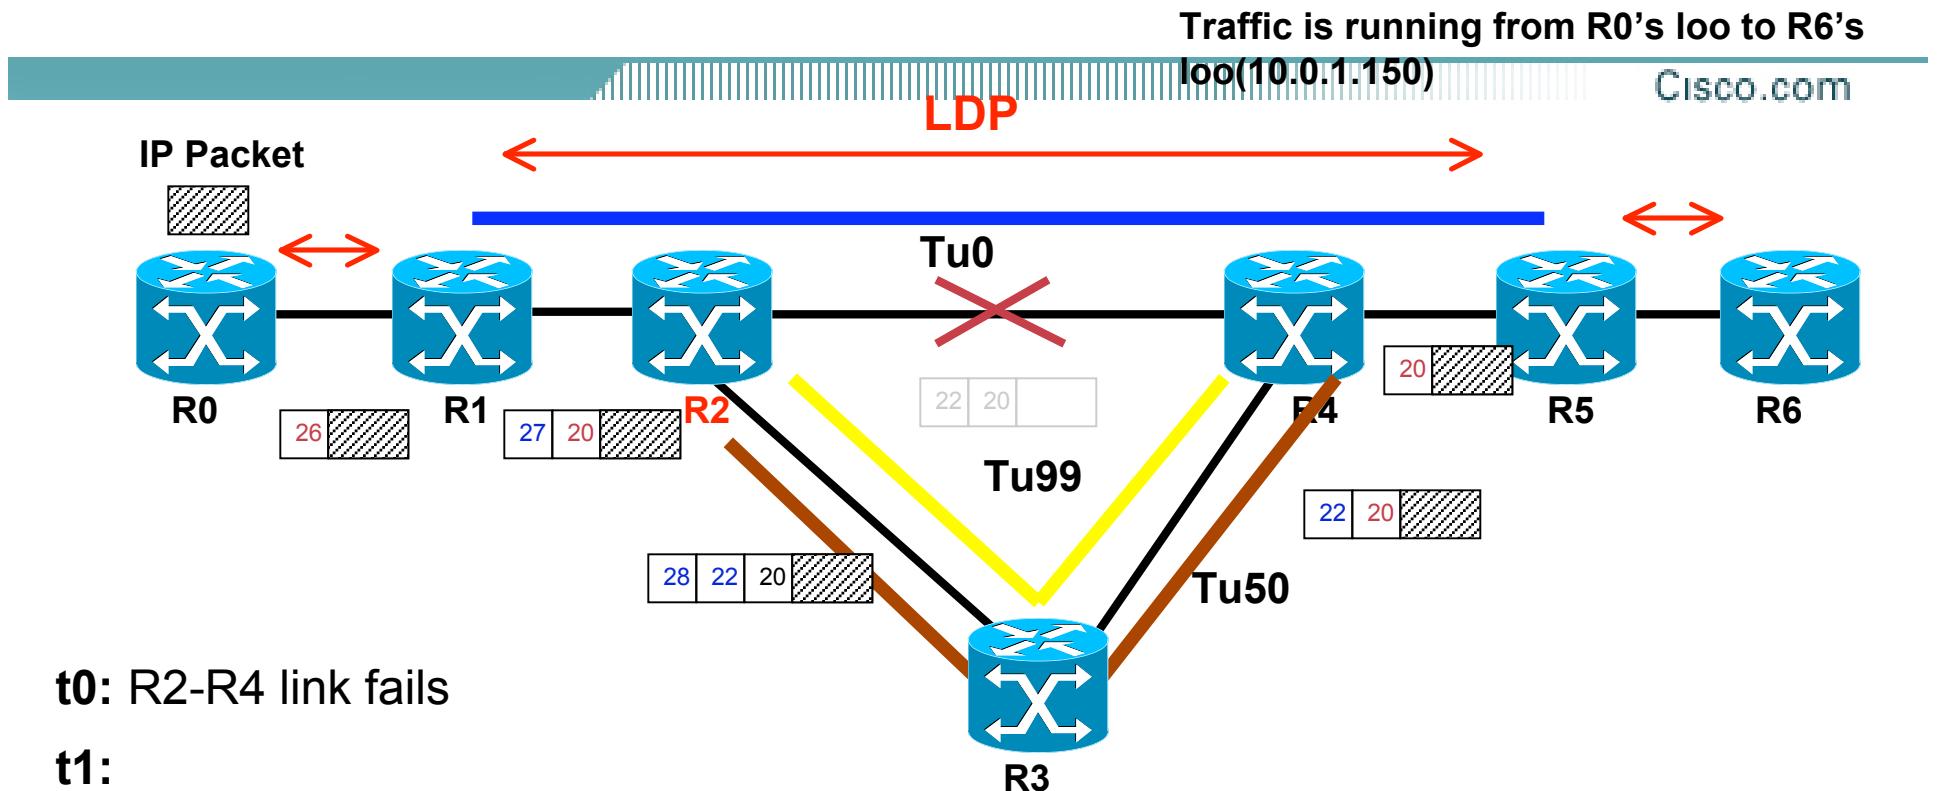 Traffic is running from R0's loo to R6's
loo(10.0.1.150)
Cisco.com
LDP
IP Packet
Tu0
R0
R1
R2
R4
R5
R6
26
27 20
22 20
20
Tu99
22 20
28 22 20
Tu50
t0: R2-R4 link fails
t1:
R3